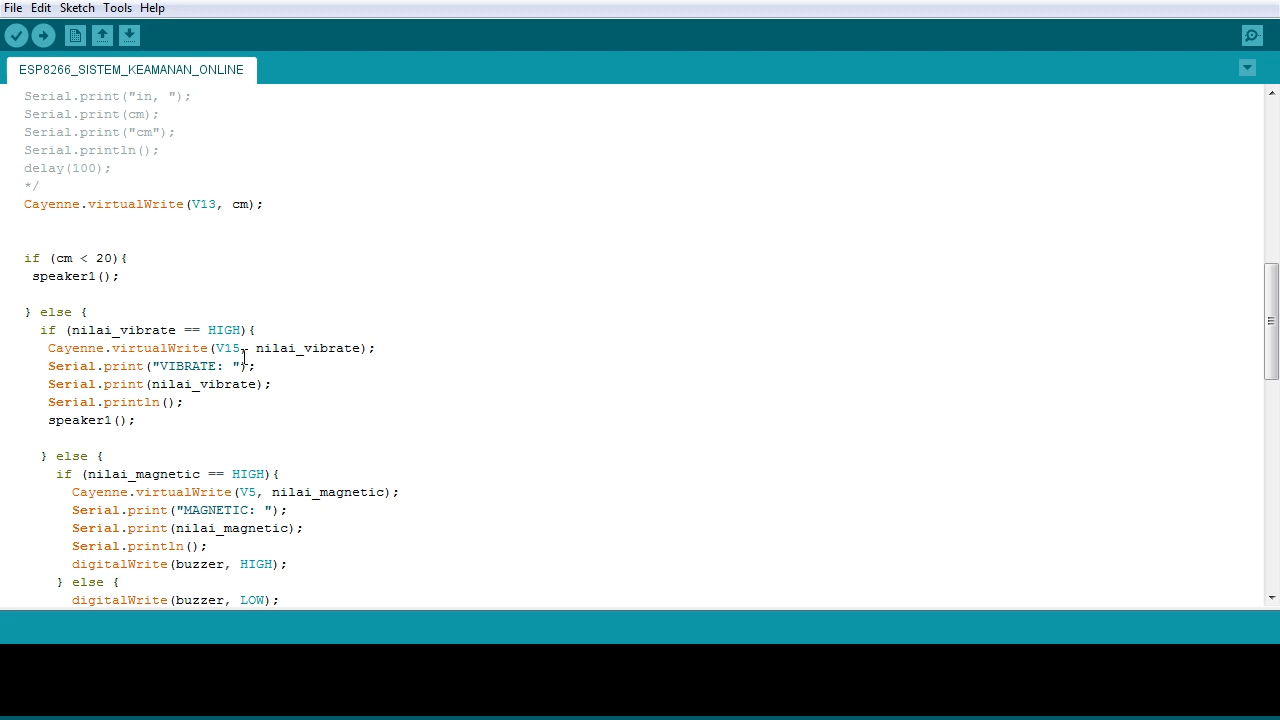 File Edit Sketch Tools Help
ESP8266_SISTEM_KEAMANAN_ONLINE
Serial.print("in, ");
Serial.print(cm);
Serial.print("cm");
Serial.println();
delay(100);
*/
Cayenne.virtualWrite(V13, cm);
if (cm < 20){
speaker1();
} else {
if (nilai_vibrate == HIGH){
Cayenne.virtualWrite(V15, nilai_vibrate);
Serial.print("VIBRATE: ");
Serial.print(nilai_vibrate);
Serial.println();
speaker1();
} else {
if (nilai_magnetic == HIGH){
Cayenne.virtualWrite(V5, nilai_magnetic);
Serial.print("MAGNETIC: ");
Serial.print(nilai_magnetic);
Serial.println();
digitalWrite(buzzer, HIGH);
} else {
digitalWrite(buzzer, LOW);